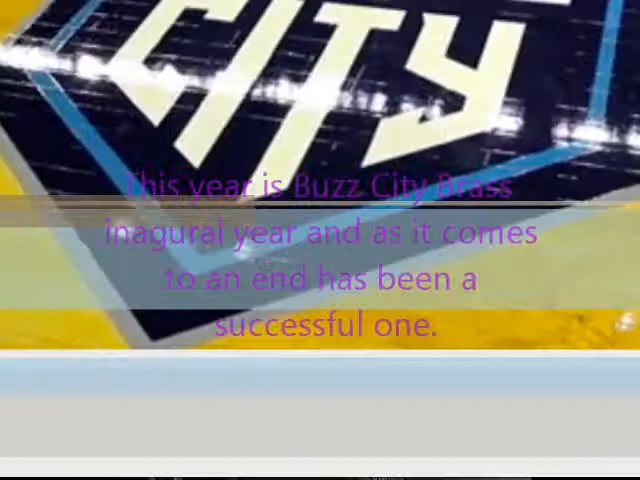 CITY
This year is Buzz City Brass
inagural year and as it comes
to an end has been a
successful one.